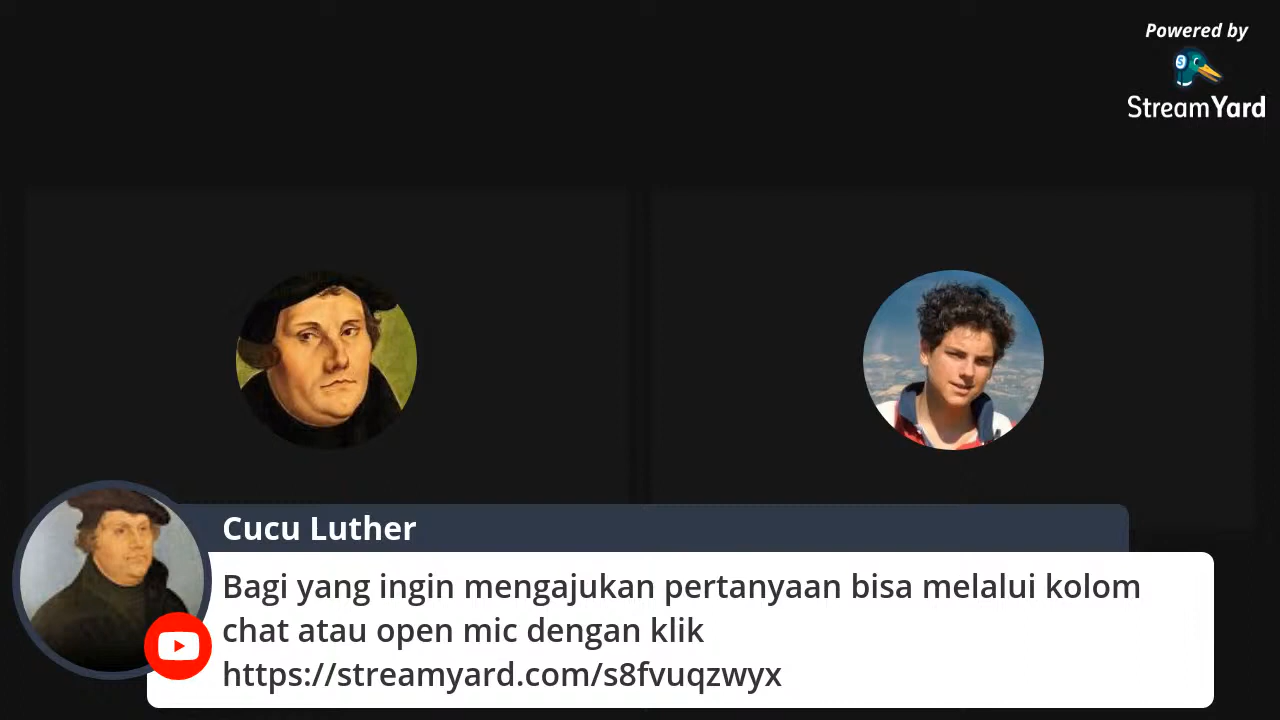 Powered by
StreamYard
Cucu Luther
Bagi yang ingin mengajukan pertanyaan bisa melalui kolom
chat atau open mic dengan klik
https://streamyard.com/s8fvuqzwyx